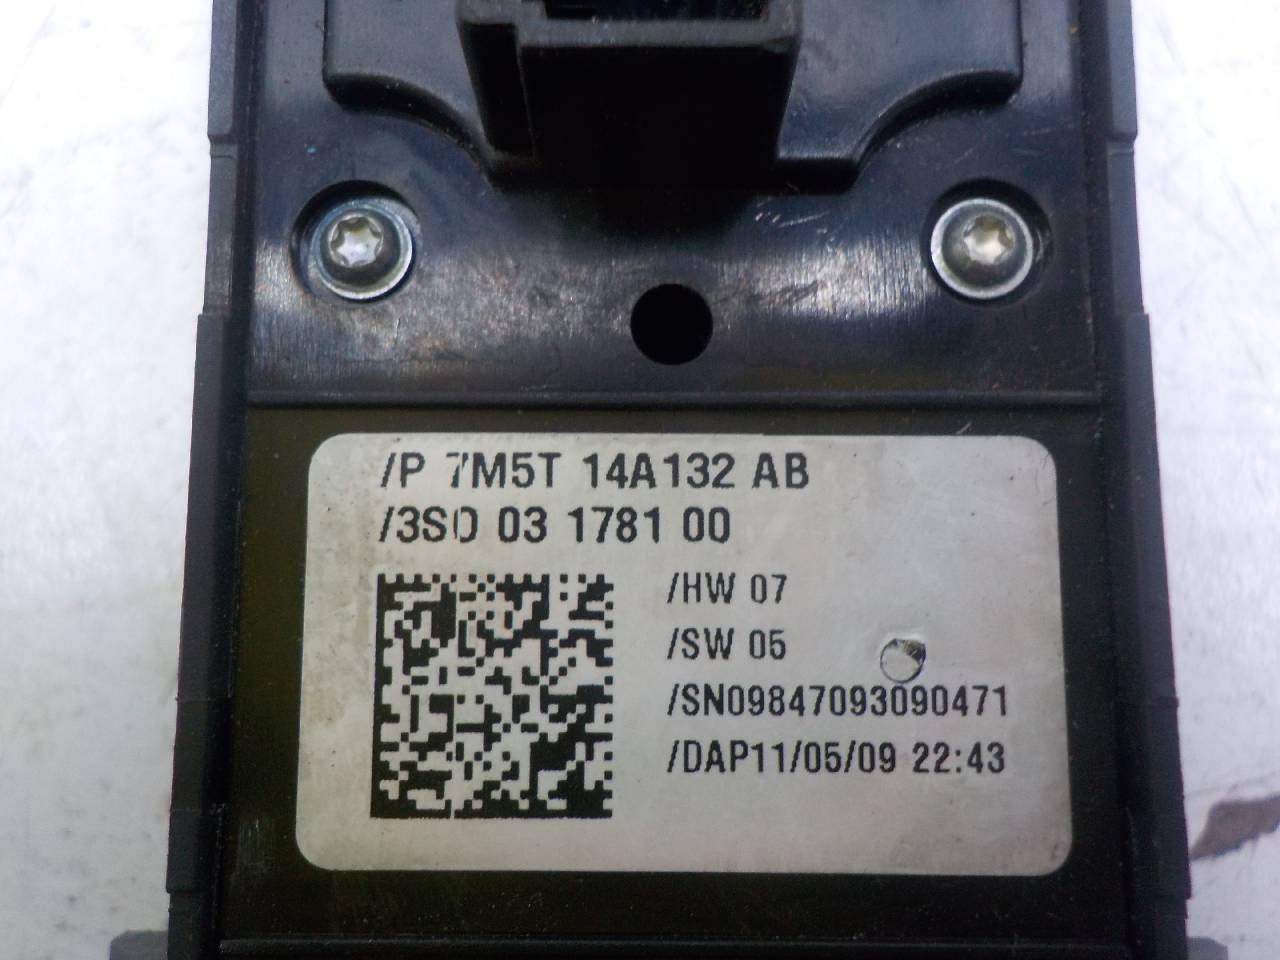 /P 7M5T 14A132 AB
/3S0 03 1781 00
/HW 07
/SW 05
/SN09847093090471
/DAP11/05/09 22:43